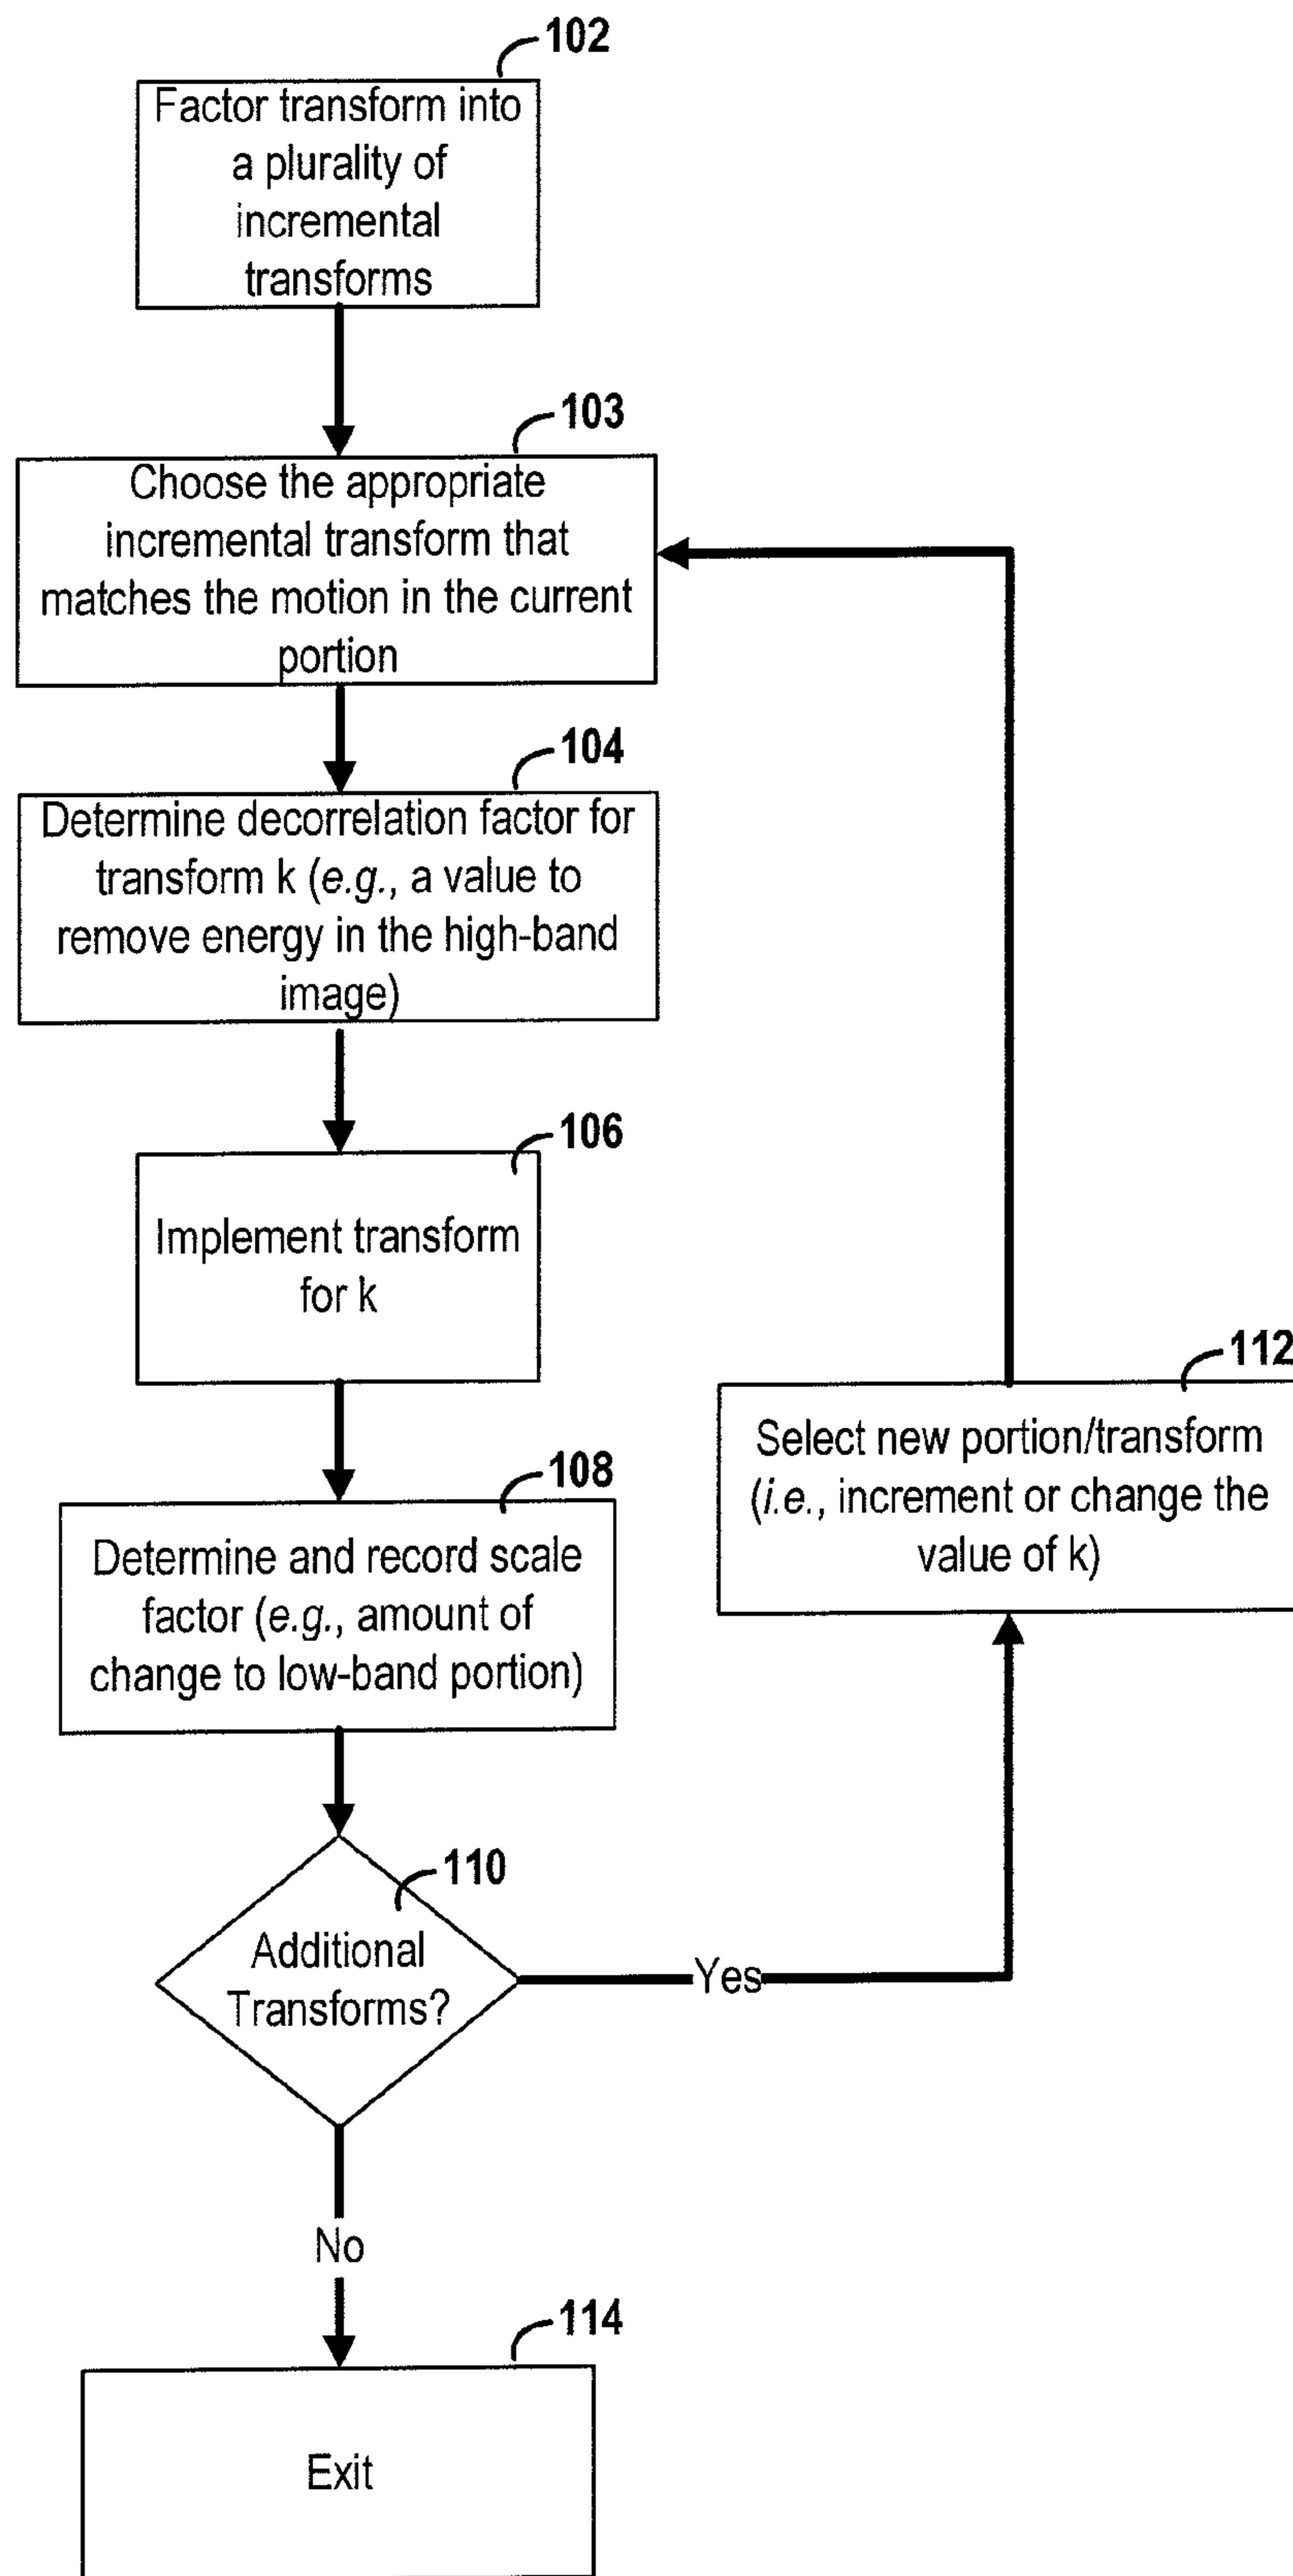 102
Factor transform into
a plurality of
incremental
transforms
103
Choose the appropriate
incremental transform that
matches the motion in the current
portion
104
Determine decorrelation factor for
transform k (e.g., a value to
remove energy in the high-band
image)
106
Implement transform
for k
108
Determine and record scale
factor (e.g., amount of
change to low-band portion)
112
Select new portion/transform
(i.e., increment or change the
value of k)
110
Additional
Transforms?
Yes
No
114
Exit